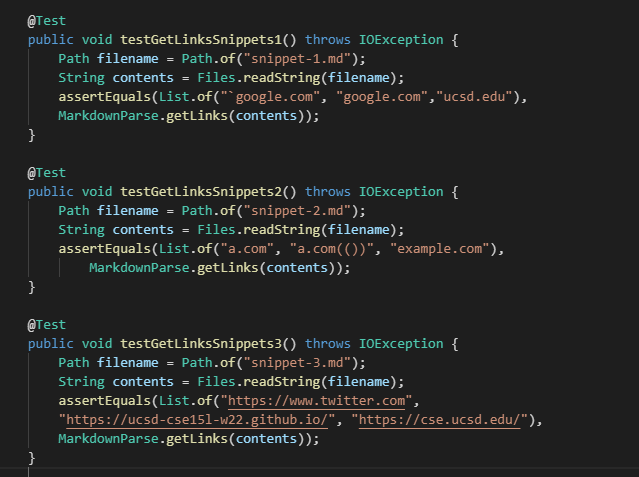 @Test
public void testGetLinksSnippets1() throws IOException {
    Path filename = Path.of("snippet-1.md");
    String contents = Files.readString(filename);
    assertEquals(List.of("`google.com", "google.com","ucsd.edu"),
    MarkdownParse.getLinks(contents));
}

@Test
public void testGetLinksSnippets2() throws IOException {
    Path filename = Path.of("snippet-2.md");
    String contents = Files.readString(filename);
    assertEquals(List.of("a.com", "a.com(())", "example.com"),
        MarkdownParse.getLinks(contents));
}

@Test
public void testGetLinksSnippets3() throws IOException {
    Path filename = Path.of("snippet-3.md");
    String contents = Files.readString(filename);
    assertEquals(List.of("https://www.twitter.com",
    "https://ucsd-cse15l-w22.github.io/", "https://cse.ucsd.edu/"),
    MarkdownParse.getLinks(contents));
}